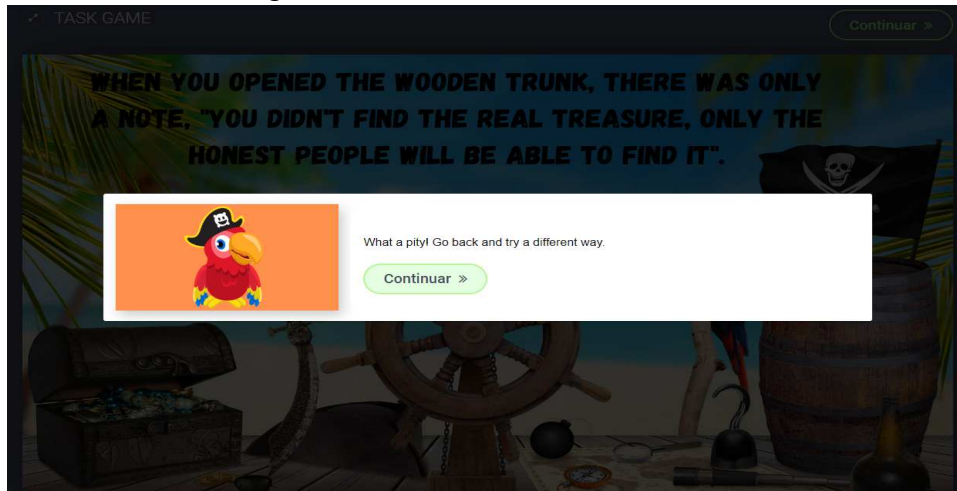 TASK GAME
Continuar »
WHEN YOU OPENED THE WOODEN TRUNK, THERE WAS ONLY
A NOTE, "YOU DIDN'T FIND THE REAL TREASURE, ONLY THE
HONEST PEOPLE WILL BE ABLE TO FIND IT".
What a pity! Go back and try a different way.
Continuar »